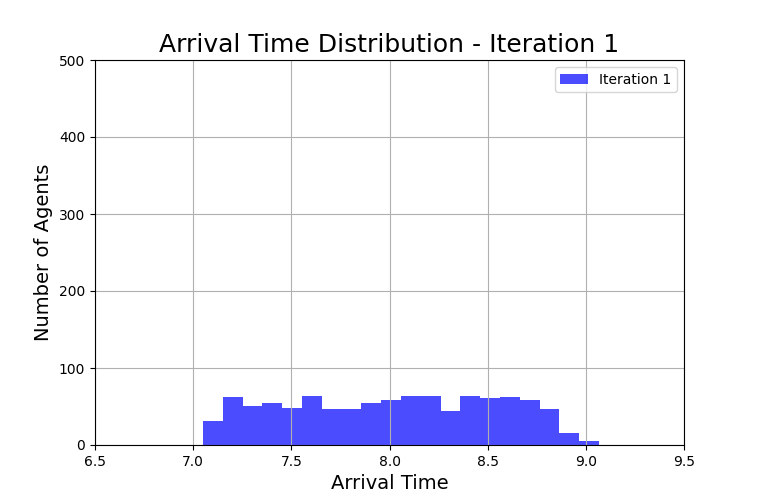 Arrival Time Distribution - Iteration 1
Iteration 1
Number of Agents
500
400
300
200
100
0
6.5 7.0 7.5 8.0 8.5 9.0 9.5
Arrival Time